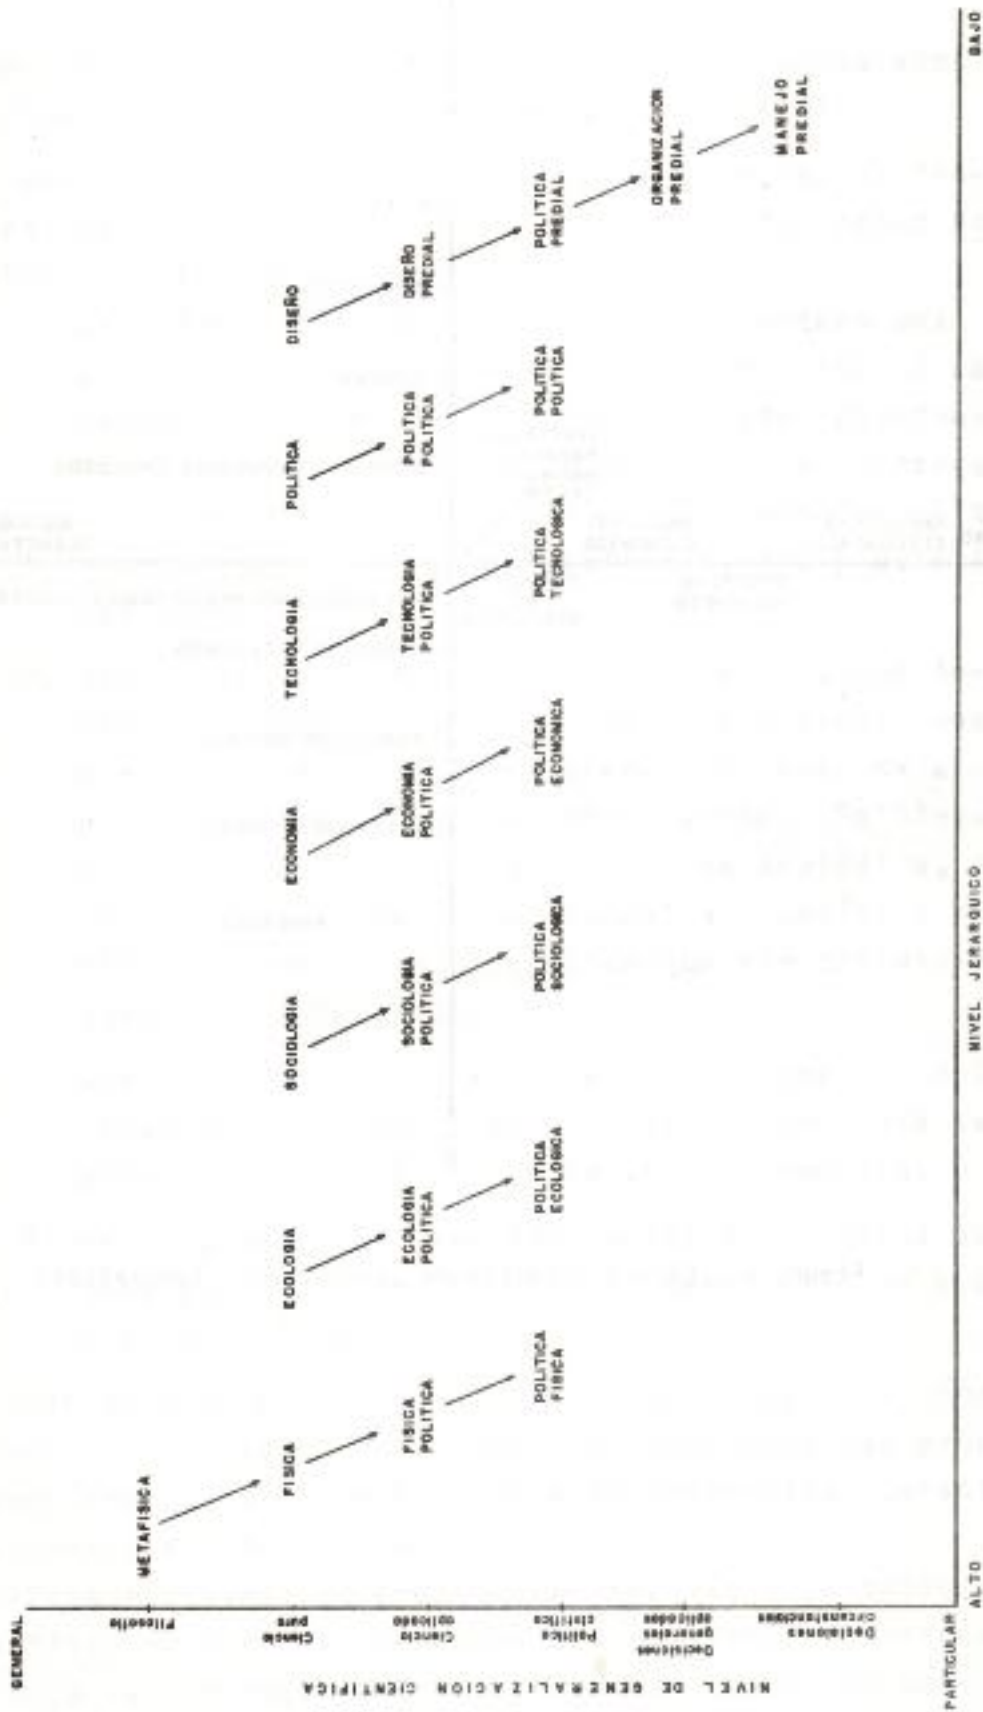 GENERAL
NIVEL DE GENERALIZACION CIENTIFICA
Filosofia
Ciencia
pura
Ciencia
aplicada
Politica
cintifica
Decisiones
generales
aplicadas
Decisiones
circunstanciales
PARTICULAR
METAFISICA
FISICA
ECOLOGIA
SOCIOLOGIA
ECONOMIA
TECNOLOGIA
POLITICA
DISEÑO
FISICA
POLITICA
ECOLOGIA
POLITICA
SOCIOLOGIA
POLITICA
ECONOMIA
POLITICA
TECNOLOGIA
POLITICA
POLITICA
POLITICA
DISEÑO
PREDIAL
POLITICA
FISICA
POLITICA
ECOLOGICA
POLITICA
SOCIOLOGICA
POLITICA
ECONOMICA
POLITICA
TECNOLOGICA
POLITICA
POLITICA
POLITICA
PREDIAL
ORGANIZACION
PREDIAL
MANEJO
PREDIAL
ALTO
NIVEL JERARQUICO
BAJO